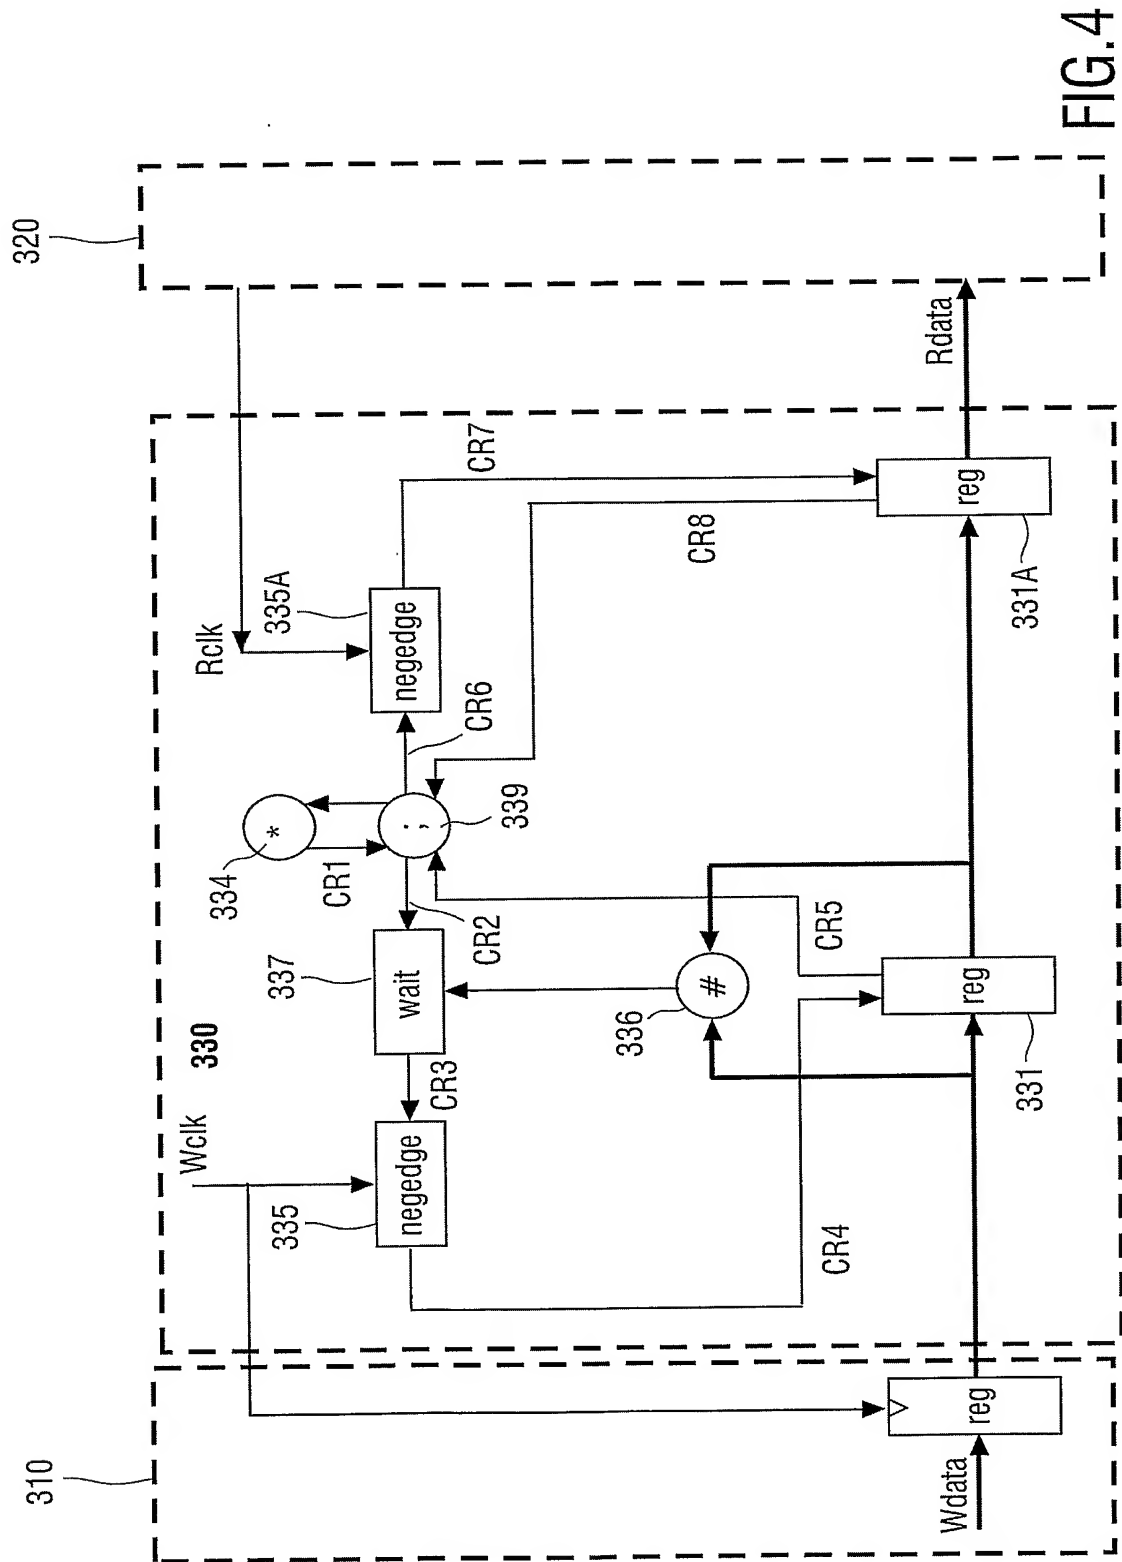 310
320
Wclk
330
Rclk
334
*
335
337
CR1
335A
negedge
CR3
wait
CR2
;
339
CR6
negedge
CR7
336
#
CR5
CR8
CR4
Wdata
reg
331
reg
331A
reg
Rdata
FIG.4